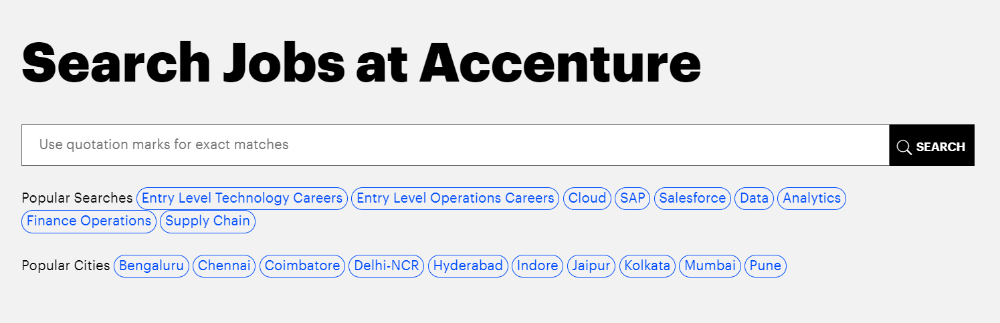 Search Jobs at Accenture
Use quotation marks for exact matches
SEARCH
Popular Searches Entry Level Technology Careers Entry Level Operations Careers Cloud SAP Salesforce Data Analytics
Finance Operations Supply Chain
Popular Cities Bengaluru Chennai Coimbatore Delhi-NCR Hyderabad Indore Jaipur Kolkata Mumbai Pune